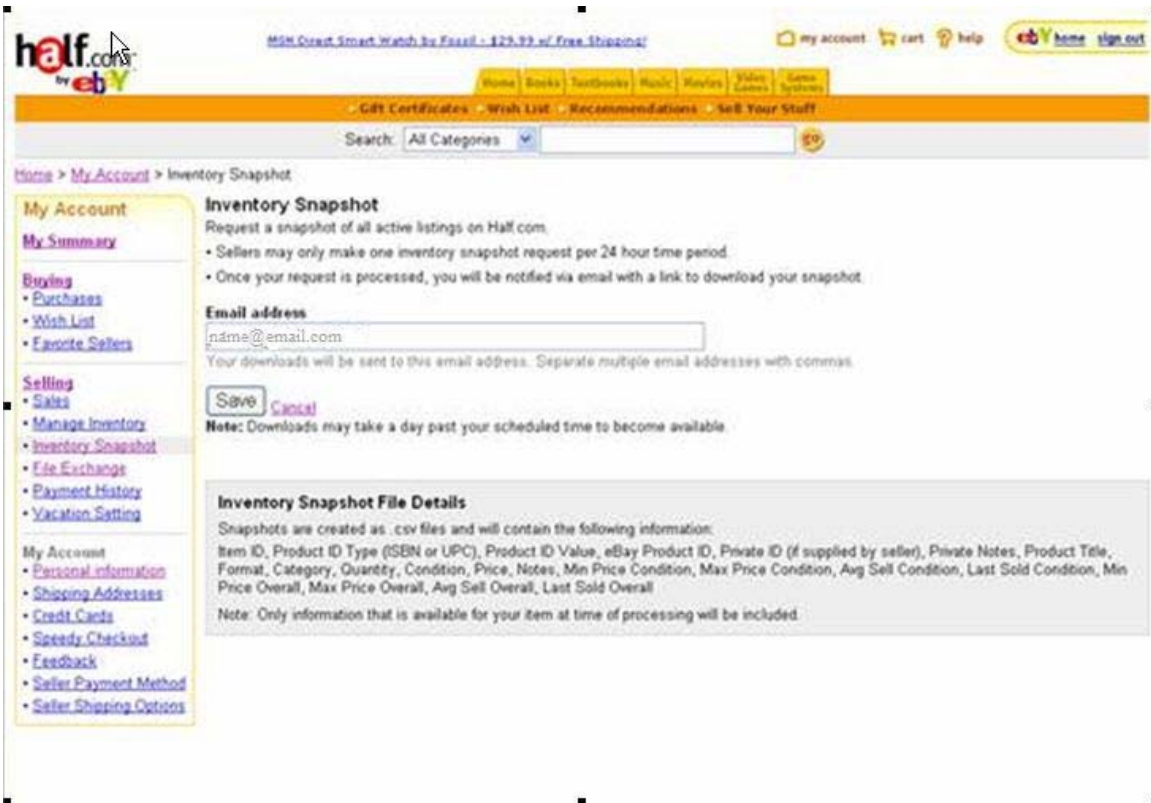 half.com
by eb Y
MSN Direct Smart Watch by Fossil - $29.99 w/ Free Shipping!
my account cart help
ebY home sign out
Home Books Textbooks Music Movies Video Games Game Systems
Gift Certificates Wish List Recommendations Sell Your Stuff
Search: All Categories go
Home > My Account > Inventory Snapshot
My Account
My Summary
Buying
• Purchases
• Wish List
• Favorite Sellers
Selling
• Sales
• Manage Inventory
• Inventory Snapshot
• File Exchange
• Payment History
• Vacation Setting
My Account
• Personal information
• Shipping Addresses
• Credit Cards
• Speedy Checkout
• Feedback
• Seller Payment Method
• Seller Shipping Options
Inventory Snapshot
Request a snapshot of all active listings on Half.com.
• Sellers may only make one inventory snapshot request per 24 hour time period.
• Once your request is processed, you will be notified via email with a link to download your snapshot.
Email address
name@email.com
Your downloads will be sent to this email address. Separate multiple email addresses with commas.
Save Cancel
Note: Downloads may take a day past your scheduled time to become available
Inventory Snapshot File Details
Snapshots are created as .csv files and will contain the following information:
Item ID, Product ID Type (ISBN or UPC), Product ID Value, eBay Product ID, Private ID (if supplied by seller), Private Notes, Product Title,
Format, Category, Quantity, Condition, Price, Notes, Min Price Condition, Max Price Condition, Avg Sell Condition, Last Sold Condition, Min
Price Overall, Max Price Overall, Avg Sell Overall, Last Sold Overall
Note: Only information that is available for your item at time of processing will be included.